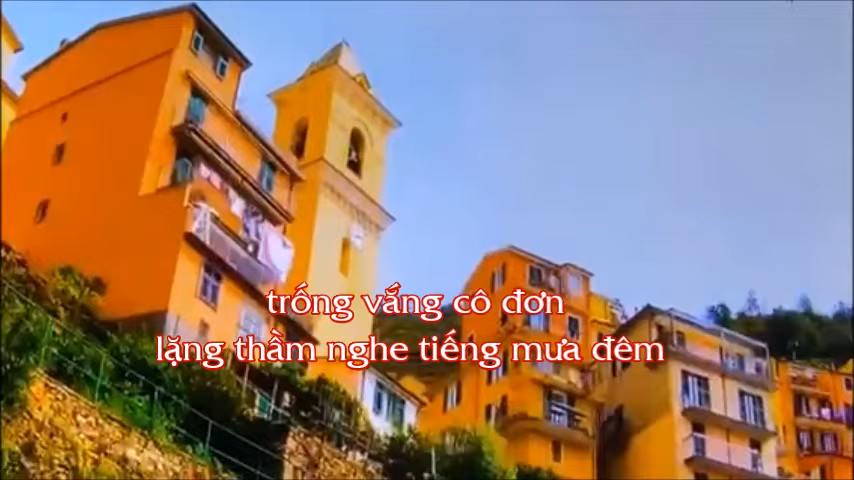 trống vắng cô đơn
lặng thầm nghe tiếng mưa đêm